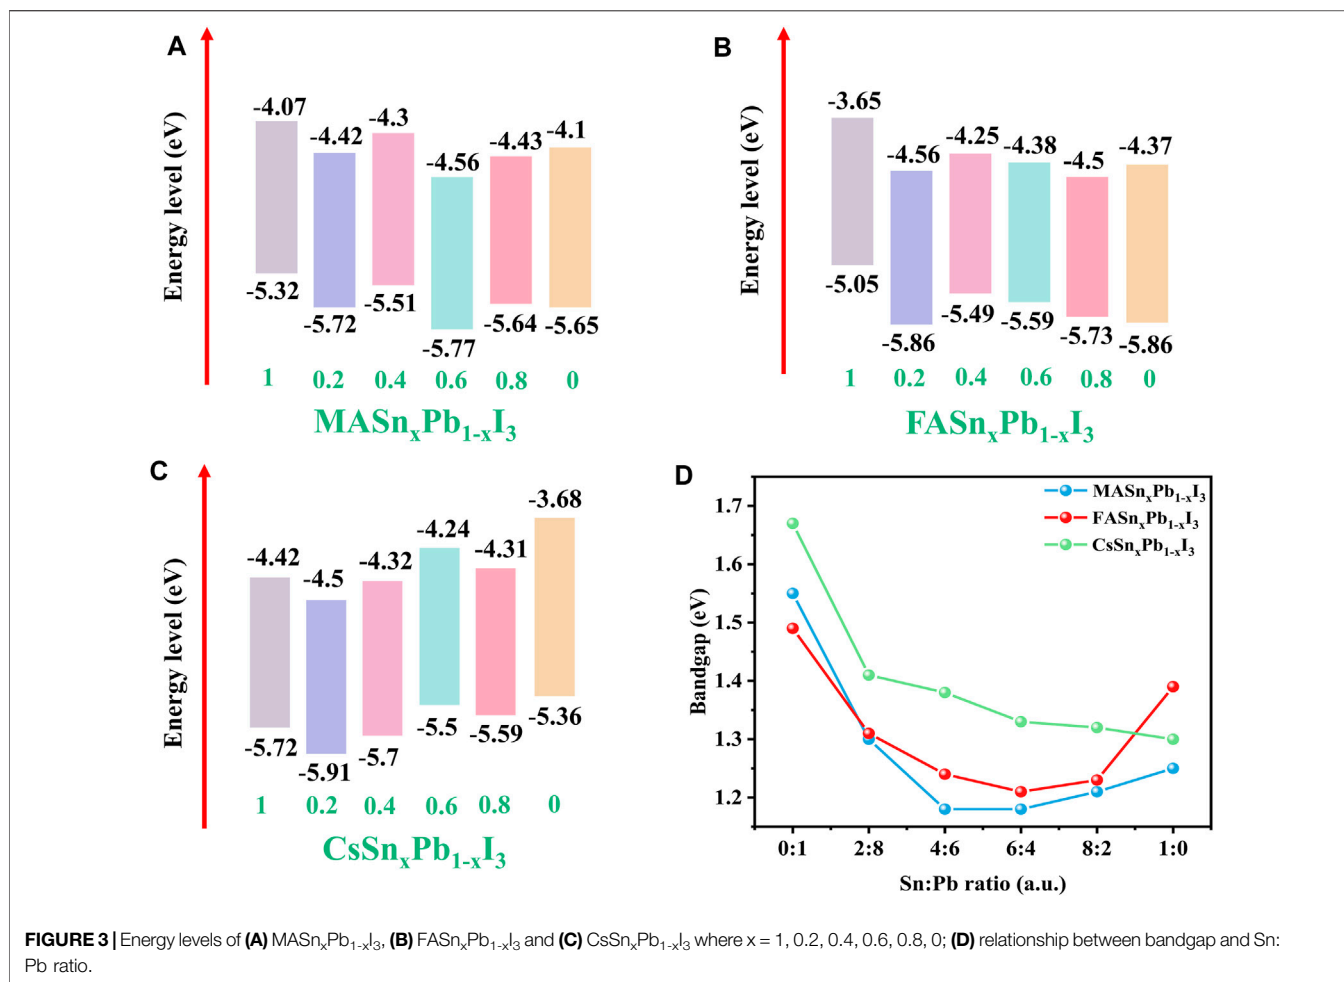 A
Energy level (eV)
-4.07
-4.42
-4.3
-4.56
-4.43
-4.1
-5.32
-5.72
-5.51
-5.77
-5.64
-5.65
1 0.2 0.4 0.6 0.8 0
MASnₓPb₁₋ₓI₃
B
Energy level (eV)
-3.65
-4.56
-4.25
-4.38
-4.5
-4.37
-5.05
-5.86
-5.49
-5.59
-5.73
-5.86
1 0.2 0.4 0.6 0.8 0
FASnₓPb₁₋ₓI₃
C
Energy level (eV)
-4.42
-4.5
-4.32
-4.24
-4.31
-3.68
-5.72
-5.91
-5.7
-5.5
-5.59
-5.36
1 0.2 0.4 0.6 0.8 0
CsSnₓPb₁₋ₓI₃
D
MASnₓPb₁₋ₓI₃
FASnₓPb₁₋ₓI₃
CsSnₓPb₁₋ₓI₃
Bandgap (eV)
1.7
1.6
1.5
1.4
1.3
1.2
0:1 2:8 4:6 6:4 8:2 1:0
Sn:Pb ratio (a.u.)
FIGURE 3 | Energy levels of (A) MASnₓPb₁₋ₓI₃, (B) FASnₓPb₁₋ₓI₃ and (C) CsSnₓPb₁₋ₓI₃ where x = 1, 0.2, 0.4, 0.6, 0.8, 0; (D) relationship between bandgap and Sn:
Pb ratio.